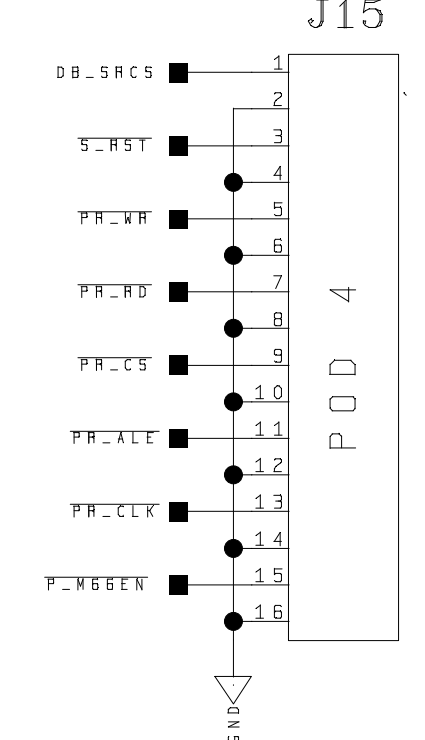 J15
DB_SRCS 1
2
S_RST 3
4
PR_WR 5
6
PR_RD 7
8
PR_CS 9
10
PR_ALE 11
12
PR_CLK 13
14
P_M66EN 15
16
POD 4
GND